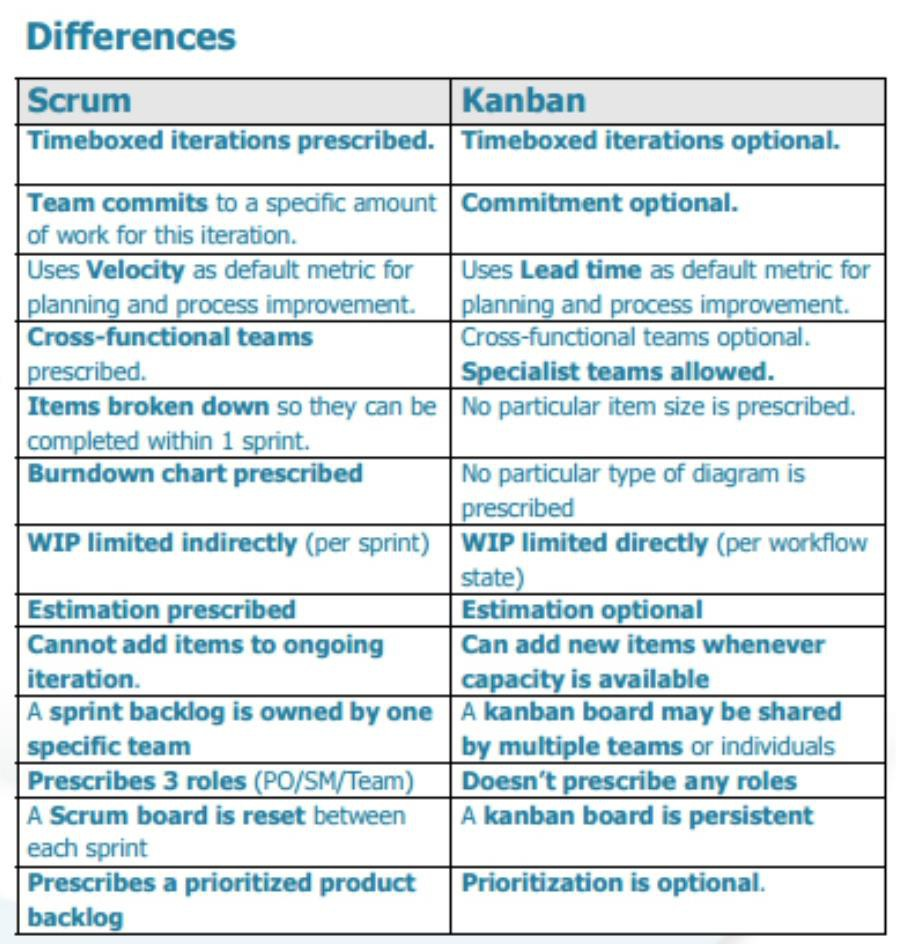 Differences
Scrum
Kanban
Timeboxed iterations prescribed.
Timeboxed iterations optional.
Team commits to a specific amount
of work for this iteration.
Commitment optional.
Uses Velocity as default metric for
planning and process improvement.
Uses Lead time as default metric for
planning and process improvement.
Cross-functional teams
prescribed.
Cross-functional teams optional.
Specialist teams allowed.
Items broken down so they can be
completed within 1 sprint.
No particular item size is prescribed.
Burndown chart prescribed
No particular type of diagram is
prescribed
WIP limited indirectly (per sprint)
WIP limited directly (per workflow
state)
Estimation prescribed
Estimation optional
Cannot add items to ongoing
iteration.
Can add new items whenever
capacity is available
A sprint backlog is owned by one
specific team
A kanban board may be shared
by multiple teams or individuals
Prescribes 3 roles (PO/SM/Team)
Doesn't prescribe any roles
A Scrum board is reset between
each sprint
A kanban board is persistent
Prescribes a prioritized product
backlog
Prioritization is optional.